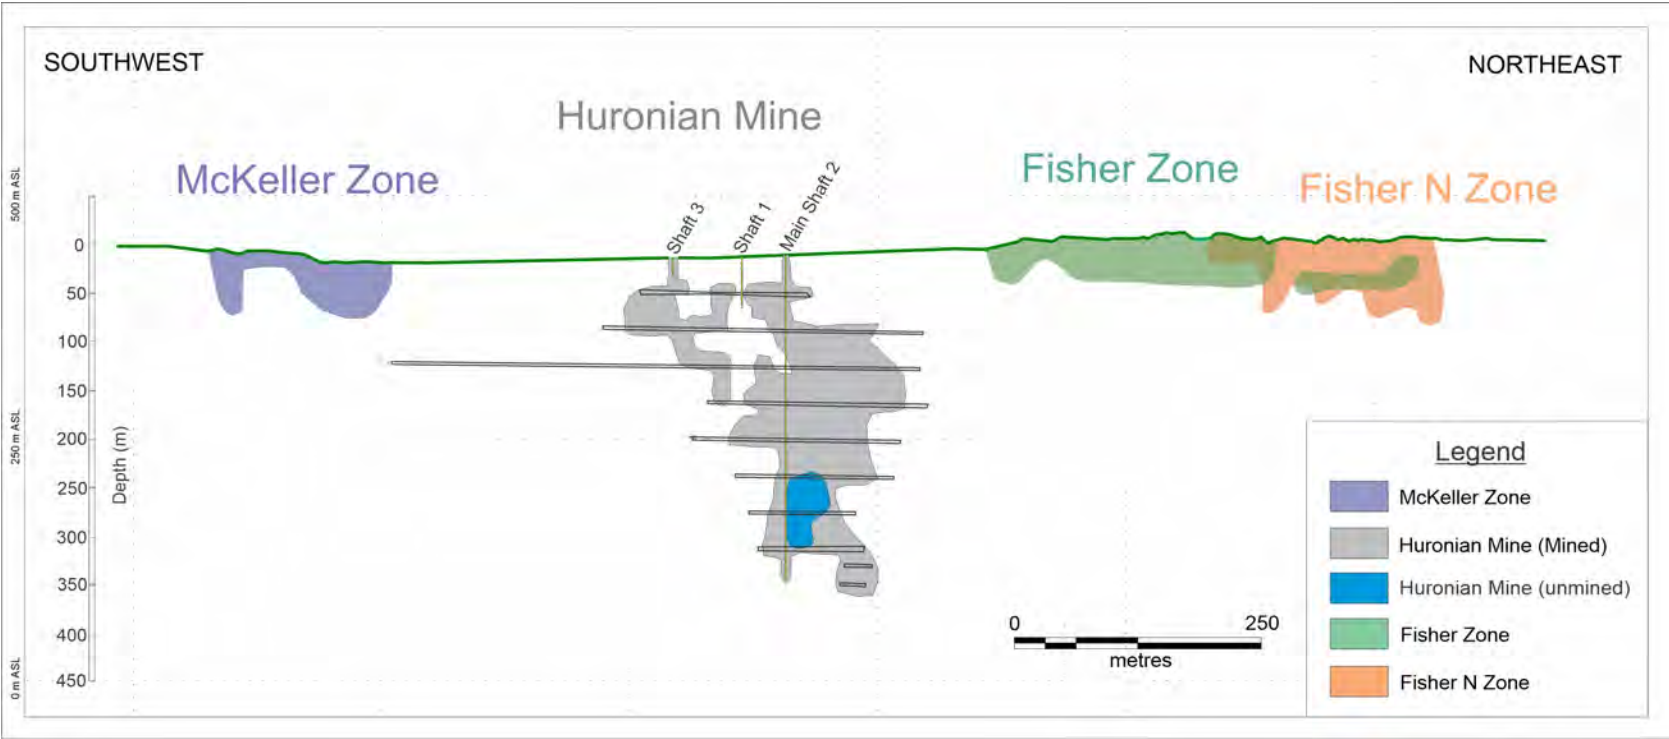 SOUTHWEST
NORTHEAST
Huronian Mine
McKeller Zone
Fisher Zone
Fisher N Zone
Shaft 3
Shaft 1
Main Shaft 2
500 m ASL
250 m ASL
0 m ASL
Depth (m)
0
50
100
150
200
250
300
350
400
450
0 250
metres
Legend
McKeller Zone
Huronian Mine (Mined)
Huronian Mine (unmined)
Fisher Zone
Fisher N Zone